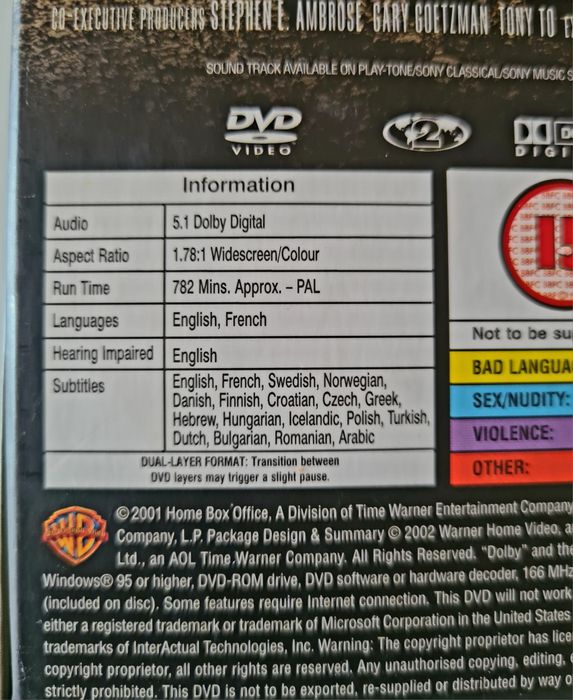 CO-EXECUTIVE PRODUCERS STEPHEN E. AMBROSE GARY GOETZMAN TONY TO
SOUND TRACK AVAILABLE ON PLAY-TONE/SONY CLASSICAL/SONY MUSIC S
DVD
VIDEO
2
DIGI
Information
Audio 5.1 Dolby Digital
Aspect Ratio 1.78:1 Widescreen/Colour
Run Time 782 Mins. Approx. – PAL
Languages English, French
Hearing Impaired English
Subtitles English, French, Swedish, Norwegian,
Danish, Finnish, Croatian, Czech, Greek,
Hebrew, Hungarian, Icelandic, Polish, Turkish,
Dutch, Bulgarian, Romanian, Arabic
DUAL-LAYER FORMAT: Transition between
DVD layers may trigger a slight pause.
Not to be su
BAD LANGUA
SEX/NUDITY:
VIOLENCE:
OTHER:
© 2001 Home Box Office, A Division of Time Warner Entertainment Company
Company, L.P. Package Design & Summary © 2002 Warner Home Video, a
Ltd., an AOL Time Warner Company. All Rights Reserved. "Dolby" and the
Windows® 95 or higher, DVD-ROM drive, DVD software or hardware decoder, 166 MHz
(included on disc). Some features require Internet connection. This DVD will not work
either a registered trademark or trademark of Microsoft Corporation in the United States
trademarks of InterActual Technologies, Inc. Warning: The copyright proprietor has lice
copyright proprietor, all other rights are reserved. Any unauthorised copying, editing,
strictly prohibited. This DVD is not to be exported, re-supplied or distributed by way o